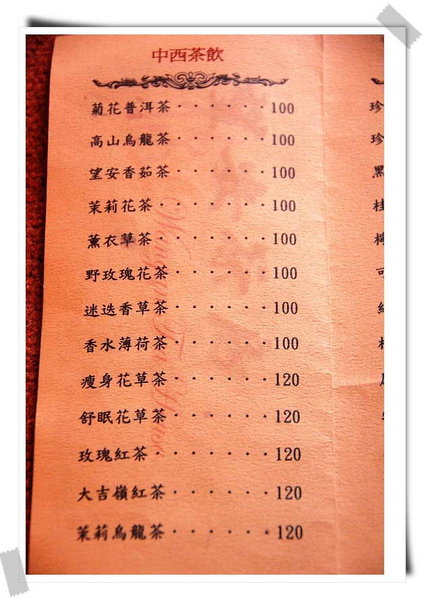 中西茶飲
菊花普洱茶······100
高山烏龍茶······100
望安香茹茶······100
茉莉花茶·······100
薰衣草茶·······100
野玫瑰花茶······100
迷迭香草茶······100
香水薄荷茶······100
瘦身花草茶······120
舒眠花草茶······120
玫瑰紅茶·······120
大吉嶺紅茶······120
茉莉烏龍茶······120
珍
珍
黑
桂